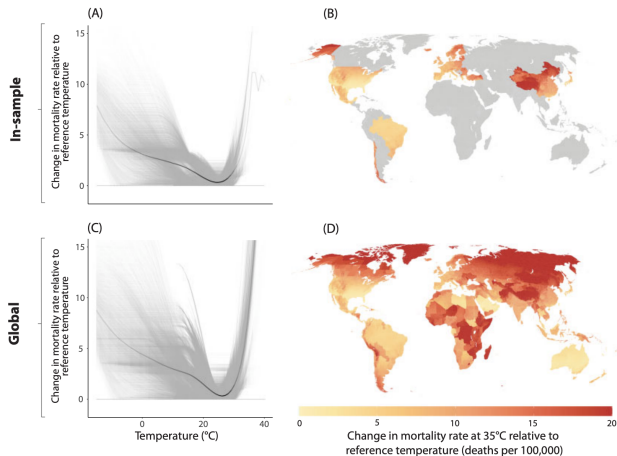 In-sample
(A)
Change in mortality rate relative to
reference temperature
15
10
5
0
(B)
Global
(C)
Change in mortality rate relative to
reference temperature
15
10
5
0
0
20
40
Temperature (°C)
(D)
0
5
10
15
20
Change in mortality rate at 35°C relative to
reference temperature (deaths per 100,000)